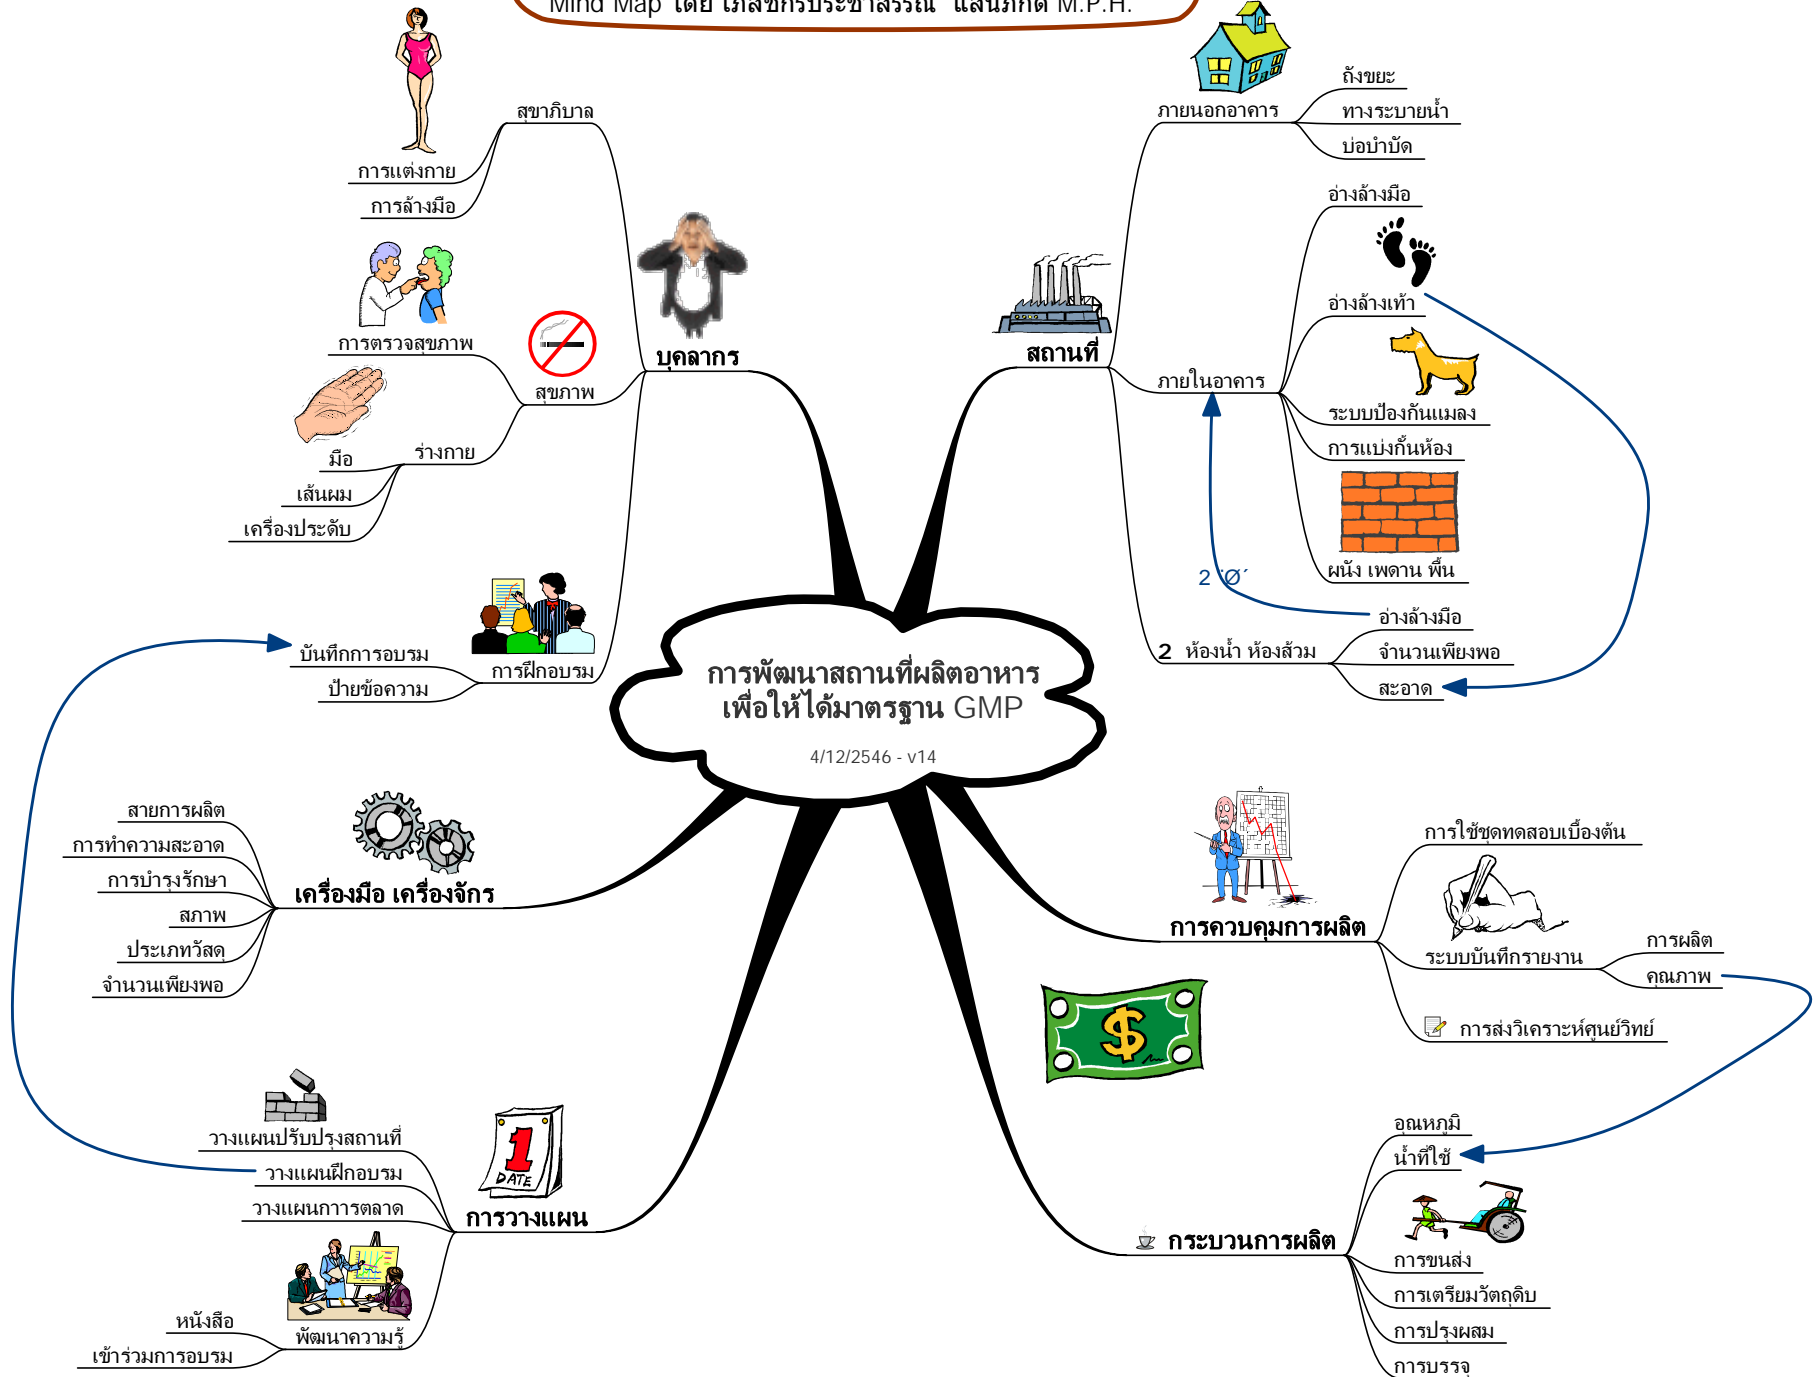 Mind Map โดย เภสัชกรประชาสรรณ์ แสนภักดี M.P.H.
สุขาภิบาล
การแต่งกาย
การล้างมือ
บุคลากร
การตรวจสุขภาพ
สุขภาพ
ร่างกาย
มือ
เส้นผม
เครื่องประดับ
บันทึกการอบรม
การฝึกอบรม
ป้ายข้อความ
ภายนอกอาคาร
ถังขยะ
ทางระบายน้ำ
บ่อบำบัด
สถานที่
อ่างล้างมือ
อ่างล้างเท้า
ภายในอาคาร
ระบบป้องกันแมลง
การแบ่งกั้นห้อง
ผนัง เพดาน พื้น
2 ¨Ø´
อ่างล้างมือ
2 ห้องน้ำ ห้องส้วม
จำนวนเพียงพอ
สะอาด
การพัฒนาสถานที่ผลิตอาหาร
เพื่อให้ได้มาตรฐาน GMP
4/12/2546 - v14
สายการผลิต
การทำความสะอาด
การบำรุงรักษา
เครื่องมือ เครื่องจักร
สภาพ
ประเภทวัสดุ
จำนวนเพียงพอ
การใช้ชุดทดสอบเบื้องต้น
การควบคุมการผลิต
ระบบบันทึกรายงาน
การผลิต
คุณภาพ
$
การส่งวิเคราะห์ศูนย์วิทย์
วางแผนปรับปรุงสถานที่
วางแผนฝึกอบรม
วางแผนกาารตลาด
1
DATE
การวางแผน
หนังสือ
พัฒนาความรู้
เข้าร่วมการอบรม
อุณหภูมิ
น้ำที่ใช้
กระบวนการผลิต
การขนส่ง
การเตรียมวัตถุดิบ
การปรุงผสม
การบรรจุ